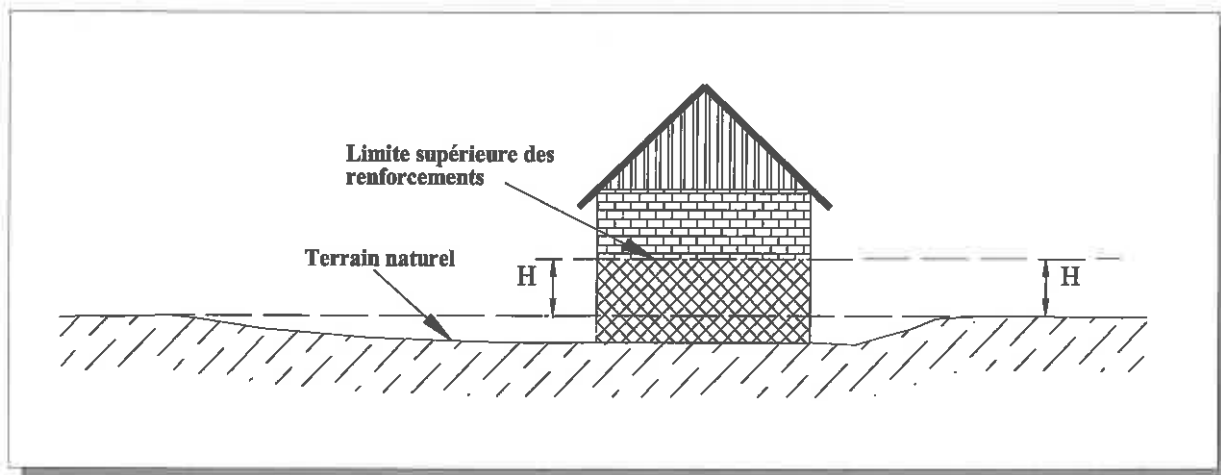 Limite supérieure des
renforcements
Terrain naturel
H
H